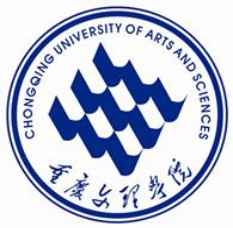 CHONGQING UNIVERSITY OF ARTS AND SCIENCES
重庆文理学院